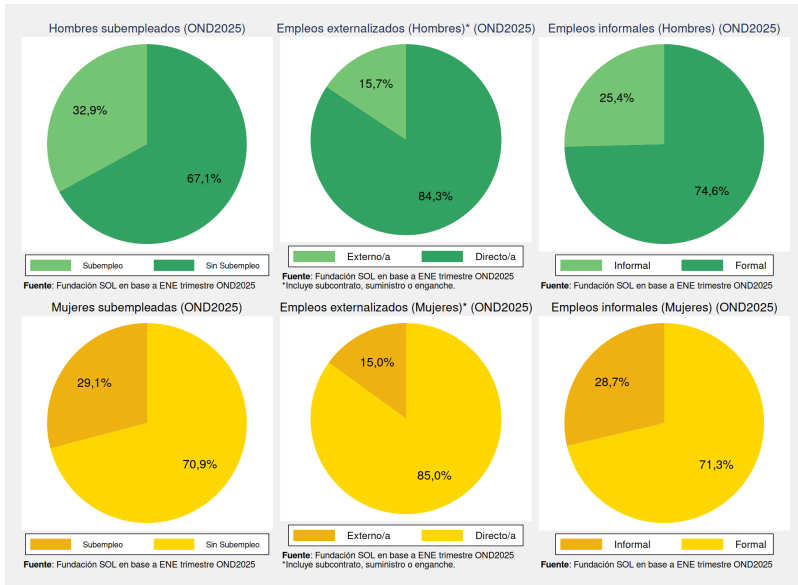 Hombres subempleados (OND2025)
32,9%
67,1%
Subempleo
Sin Subempleo
Fuente: Fundación SOL en base a ENE trimestre OND2025
Empleos externalizados (Hombres)* (OND2025)
15,7%
84,3%
Externo/a
Directo/a
Fuente: Fundación SOL en base a ENE trimestre OND2025
*Incluye subcontrato, suministro o enganche.
Empleos informales (Hombres) (OND2025)
25,4%
74,6%
Informal
Formal
Fuente: Fundación SOL en base a ENE trimestre OND2025
Mujeres subempleadas (OND2025)
29,1%
70,9%
Subempleo
Sin Subempleo
Fuente: Fundación SOL en base a ENE trimestre OND2025
Empleos externalizados (Mujeres)* (OND2025)
15,0%
85,0%
Externo/a
Directo/a
Fuente: Fundación SOL en base a ENE trimestre OND2025
*Incluye subcontrato, suministro o enganche.
Empleos informales (Mujeres) (OND2025)
28,7%
71,3%
Informal
Formal
Fuente: Fundación SOL en base a ENE trimestre OND2025